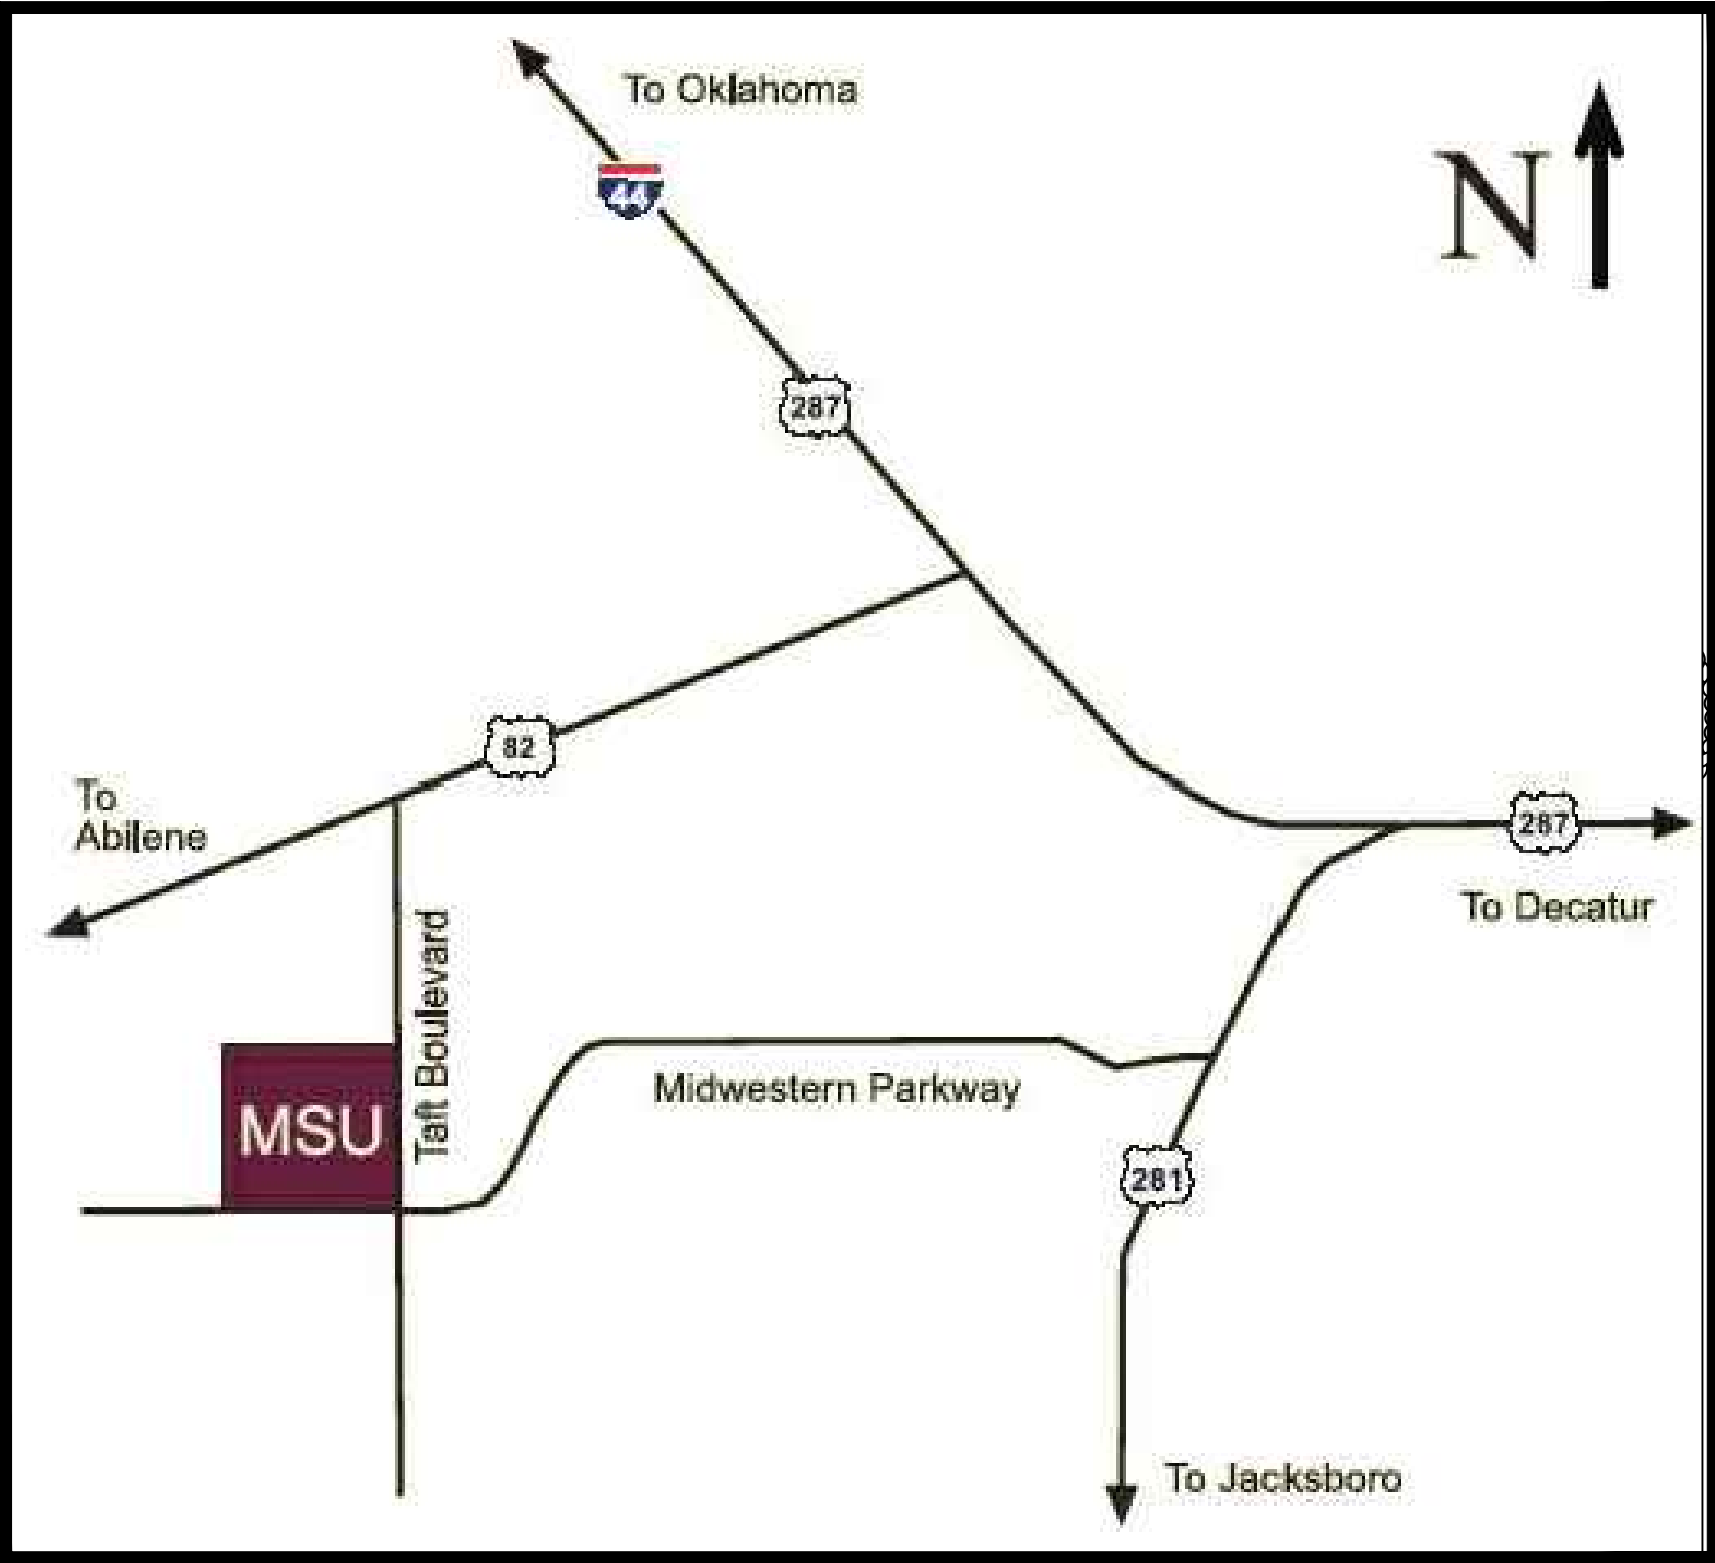 To Oklahoma
N
44
287
82
To
Abilene
287
To Decatur
Taft Boulevard
Midwestern Parkway
MSU
281
To Jacksboro